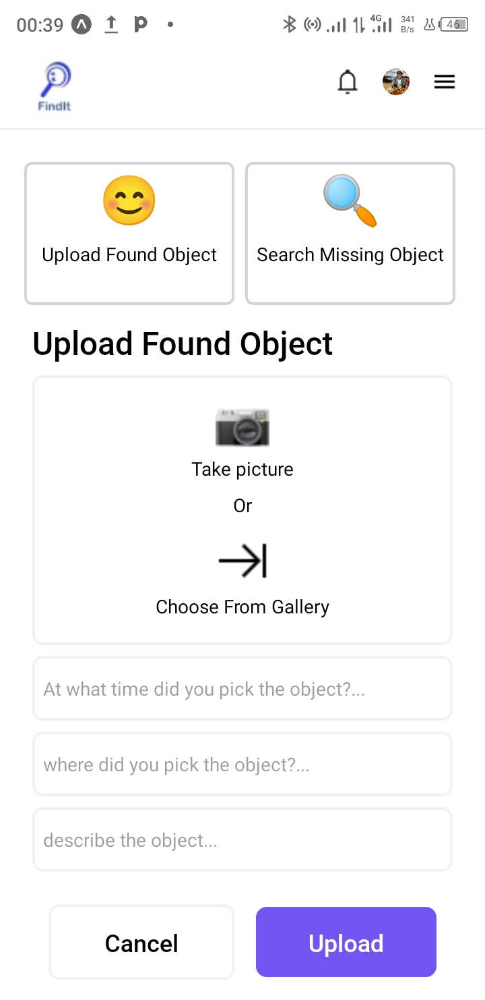 00:39
4G
341
B/s
46
FindIt
Upload Found Object
Search Missing Object
Upload Found Object
Take picture
Or
Choose From Gallery
At what time did you pick the object?...
where did you pick the object?...
describe the object...
Cancel
Upload